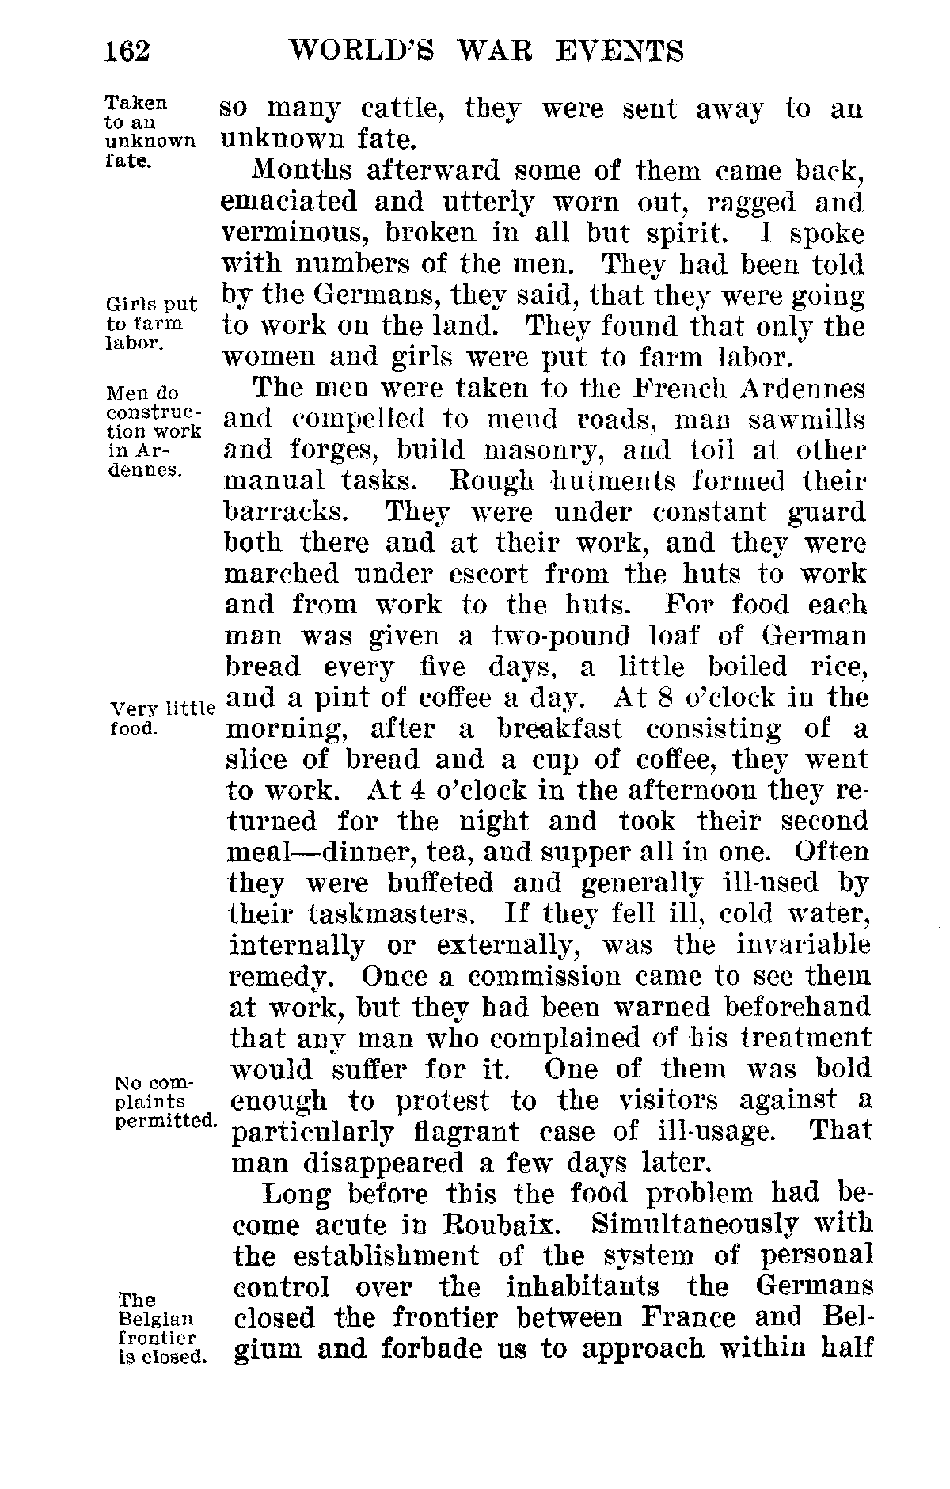 162 WORLD'S WAR EVENTS
Taken
to an
unknown
fate.
so many cattle, they were sent away to an
unknown fate.
Months afterward some of them came back,
emaciated and utterly worn out, ragged and
verminous, broken in all but spirit. I spoke
with numbers of the men. They had been told
Girls put
to farm
labor.
by the Germans, they said, that they were going
to work on the land. They found that only the
women and girls were put to farm labor.
Men do
construc-
tion work
in Ar-
dennes.
The men were taken to the French Ardennes
and compelled to mend roads, man sawmills
and forges, build masonry, and toil at other
manual tasks. Rough hutments formed their
barracks. They were under constant guard
both there and at their work, and they were
marched under escort from the huts to work
and from work to the huts. For food each
man was given a two-pound loaf of German
bread every five days, a little boiled rice,
Very little
food.
and a pint of coffee a day. At 8 o'clock in the
morning, after a breakfast consisting of a
slice of bread and a cup of coffee, they went
to work. At 4 o'clock in the afternoon they re-
turned for the night and took their second
meal—dinner, tea, and supper all in one. Often
they were buffeted and generally ill-used by
their taskmasters. If they fell ill, cold water,
internally or externally, was the invariable
remedy. Once a commission came to see them
at work, but they had been warned beforehand
that any man who complained of his treatment
would suffer for it. One of them was bold
No com-
plaints
permitted.
enough to protest to the visitors against a
particularly flagrant case of ill-usage. That
man disappeared a few days later.
Long before this the food problem had be-
come acute in Roubaix. Simultaneously with
the establishment of the system of personal
control over the inhabitants the Germans
The
Belgian
frontier
is closed.
closed the frontier between France and Bel-
gium and forbade us to approach within half